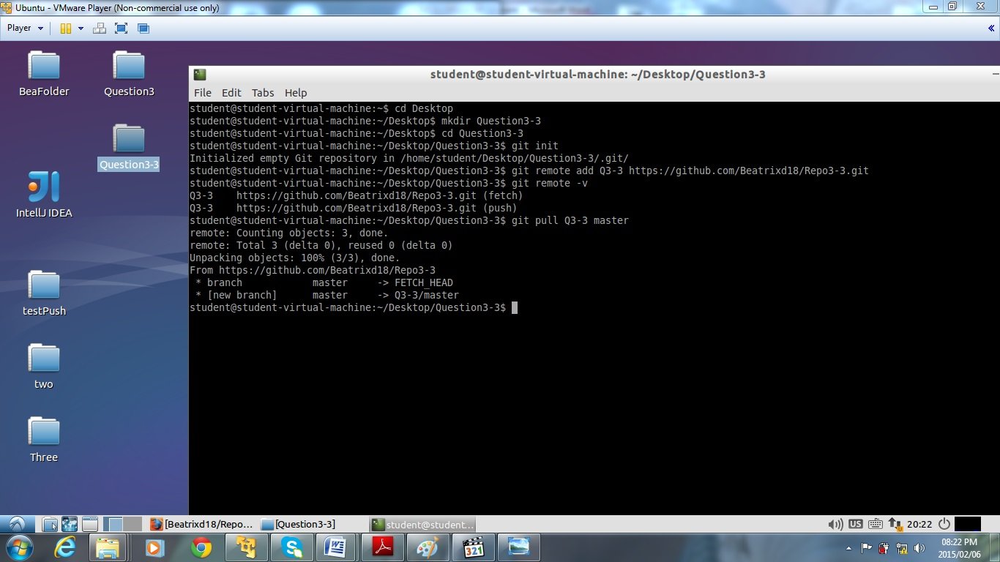 Ubuntu - VMware Player (Non-commercial use only)
Player
BeaFolder
Question3
Question3-3
IntellJ IDEA
testPush
two
Three
student@student-virtual-machine: ~/Desktop/Question3-3
File Edit Tabs Help
student@student-virtual-machine:~$ cd Desktop
student@student-virtual-machine:~/Desktop$ mkdir Question3-3
student@student-virtual-machine:~/Desktop$ cd Question3-3
student@student-virtual-machine:~/Desktop/Question3-3$ git init
Initialized empty Git repository in /home/student/Desktop/Question3-3/.git/
student@student-virtual-machine:~/Desktop/Question3-3$ git remote add Q3-3 https://github.com/Beatrixd18/Repo3-3.git
student@student-virtual-machine:~/Desktop/Question3-3$ git remote -v
Q3-3    https://github.com/Beatrixd18/Repo3-3.git (fetch)
Q3-3    https://github.com/Beatrixd18/Repo3-3.git (push)
student@student-virtual-machine:~/Desktop/Question3-3$ git pull Q3-3 master
remote: Counting objects: 3, done.
remote: Total 3 (delta 0), reused 0 (delta 0)
Unpacking objects: 100% (3/3), done.
From https://github.com/Beatrixd18/Repo3-3
 * branch            master     -> FETCH_HEAD
 * [new branch]      master     -> Q3-3/master
student@student-virtual-machine:~/Desktop/Question3-3$
[Beatrixd18/Repo... [Question3-3] student@student... US 20:22
321
08:22 PM
2015/02/06